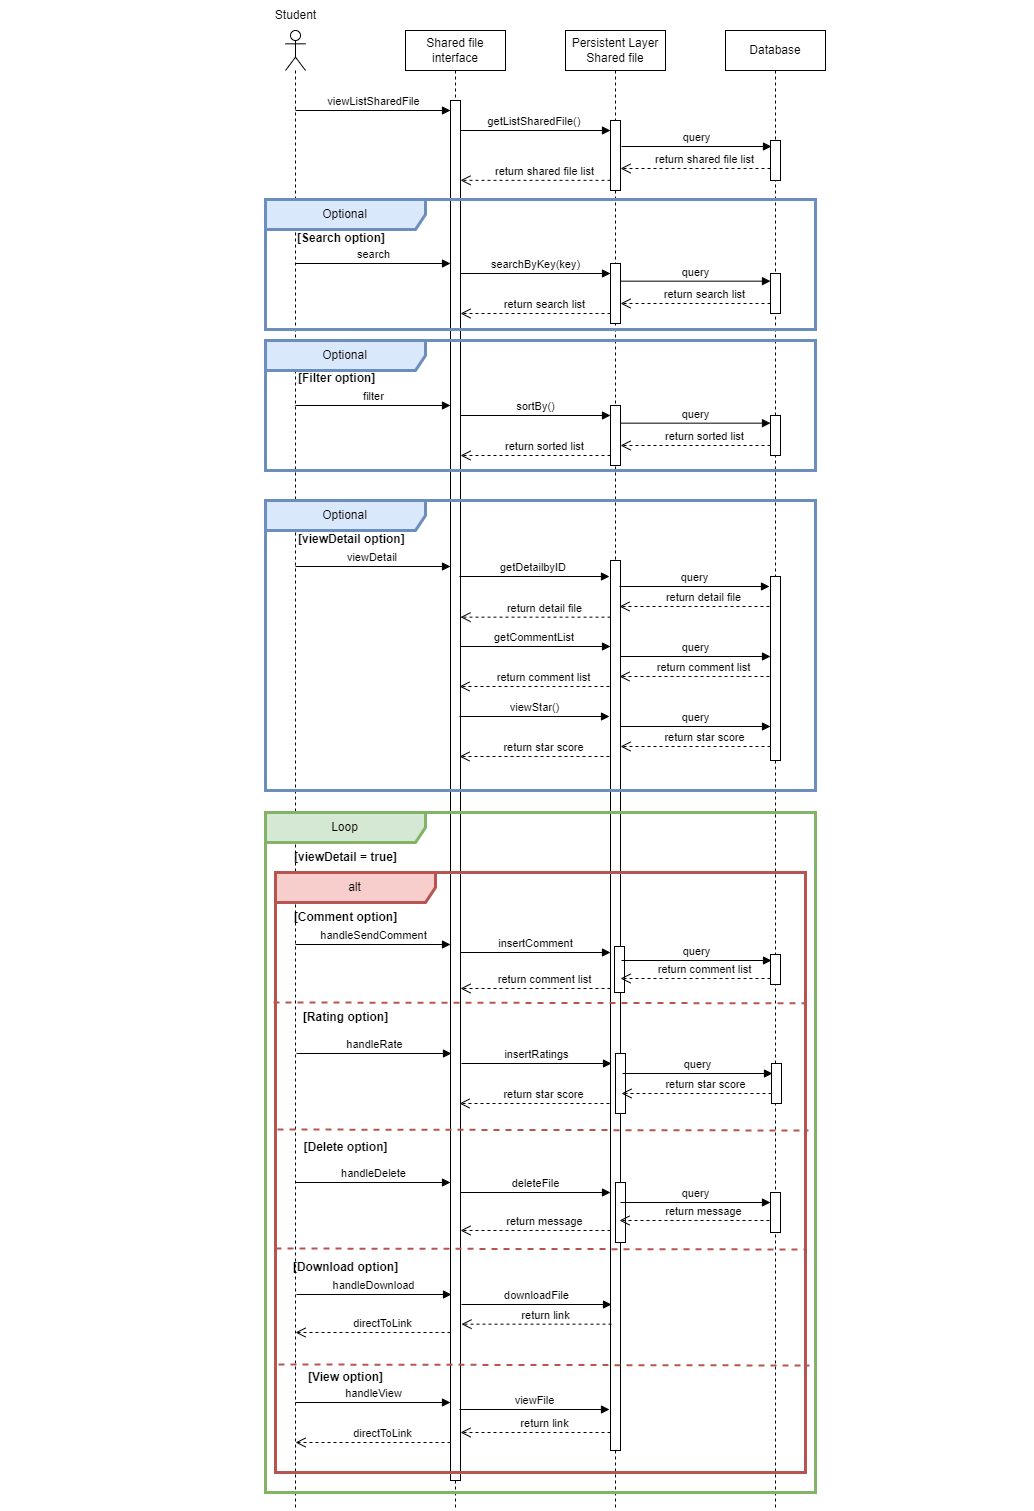 Student
Shared file
interface
Persistent Layer
Shared file
Database
viewListSharedFile
getListSharedFile()
query
return shared file list
return shared file list
Optional
[Search option]
search
searchByKey(key)
query
return search list
return search list
Optional
[Filter option]
filter
sortBy()
query
return sorted list
return sorted list
Optional
[viewDetail option]
viewDetail
getDetailbyID
query
return detail file
return detail file
getCommentList
query
return comment list
return comment list
viewStar()
query
return star score
return star score
Loop
[viewDetail = true]
alt
[Comment option]
handleSendComment
insertComment
query
return comment list
return comment list
[Rating option]
handleRate
insertRatings
query
return star score
return star score
[Delete option]
handleDelete
deleteFile
query
return message
return message
[Download option]
handleDownload
downloadFile
return link
directToLink
[View option]
handleView
viewFile
return link
directToLink